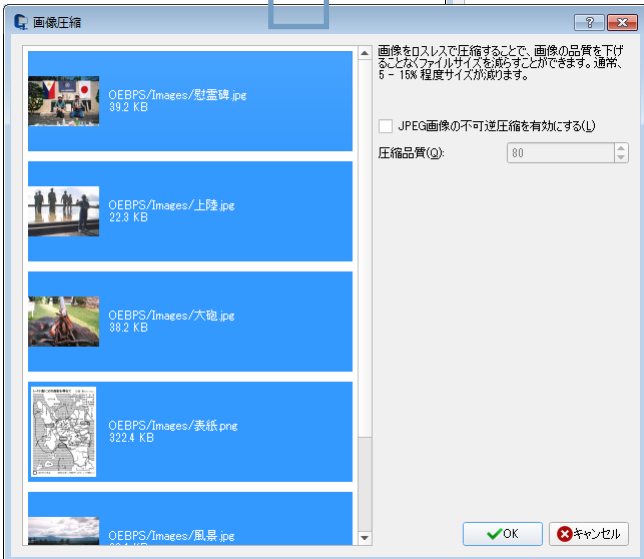 画像圧縮
OEBPS/Images/慰霊碑.jpg
39.2 KB
OEBPS/Images/上陸.jpg
22.3 KB
OEBPS/Images/大砲.jpg
38.2 KB
OEBPS/Images/表紙.png
322.4 KB
OEBPS/Images/風景.jpg
画像をロスレスで圧縮することで、画像の品質を下げ
ることなくファイルサイズを減らすことができます。通常、
5 - 15% 程度サイズが減ります。
JPEG画像の不可逆圧縮を有効にする(L)
圧縮品質(Q): 80
OK キャンセル